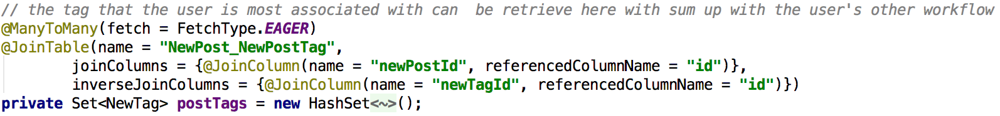 // the tag that the user is most associated with can  be retrieve here with sum up with the user's other workflow
@ManyToMany(fetch = FetchType.EAGER)
@JoinTable(name = "NewPost_NewPostTag",
        joinColumns = {@JoinColumn(name = "newPostId", referencedColumnName = "id")},
        inverseJoinColumns = {@JoinColumn(name = "newTagId", referencedColumnName = "id")})
private Set<NewTag> postTags = new HashSet<~>();